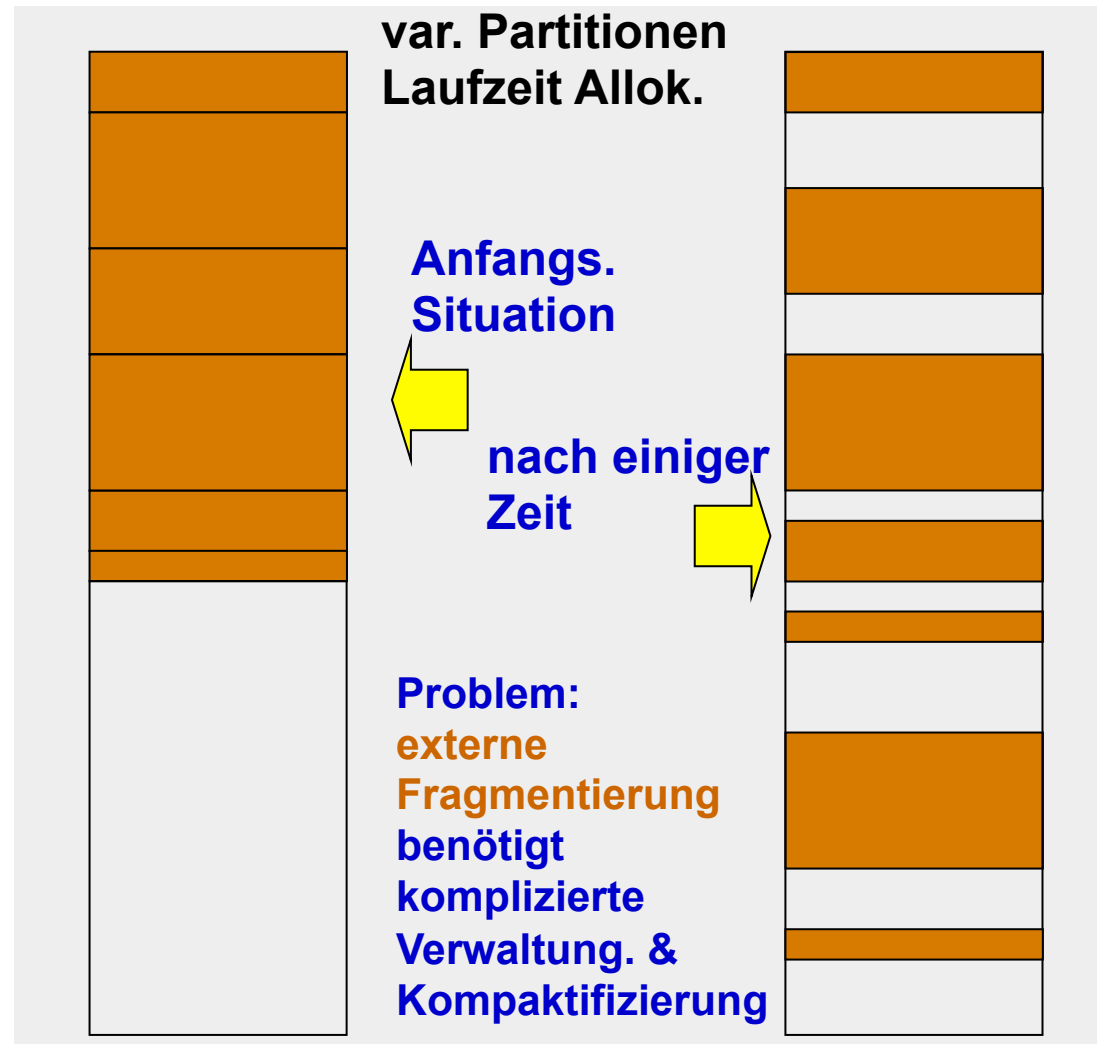 var. Partitionen
Laufzeit Allok.
Anfangs.
Situation
nach einiger
Zeit
Problem:
externe
Fragmentierung
benötigt
komplizierte
Verwaltung. &
Kompaktifizierung